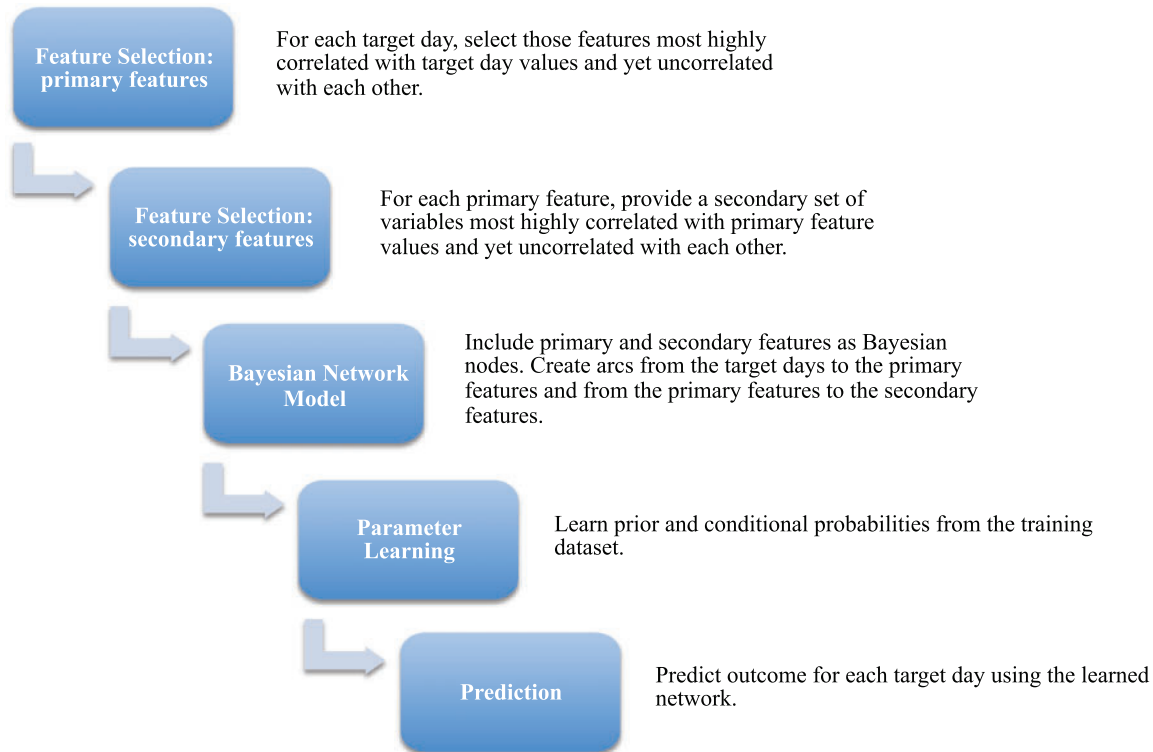 Feature Selection:
primary features
For each target day, select those features most highly
correlated with target day values and yet uncorrelated
with each other.
Feature Selection:
secondary features
For each primary feature, provide a secondary set of
variables most highly correlated with primary feature
values and yet uncorrelated with each other.
Bayesian Network
Model
Include primary and secondary features as Bayesian
nodes. Create arcs from the target days to the primary
features and from the primary features to the secondary
features.
Parameter
Learning
Learn prior and conditional probabilities from the training
dataset.
Prediction
Predict outcome for each target day using the learned
network.